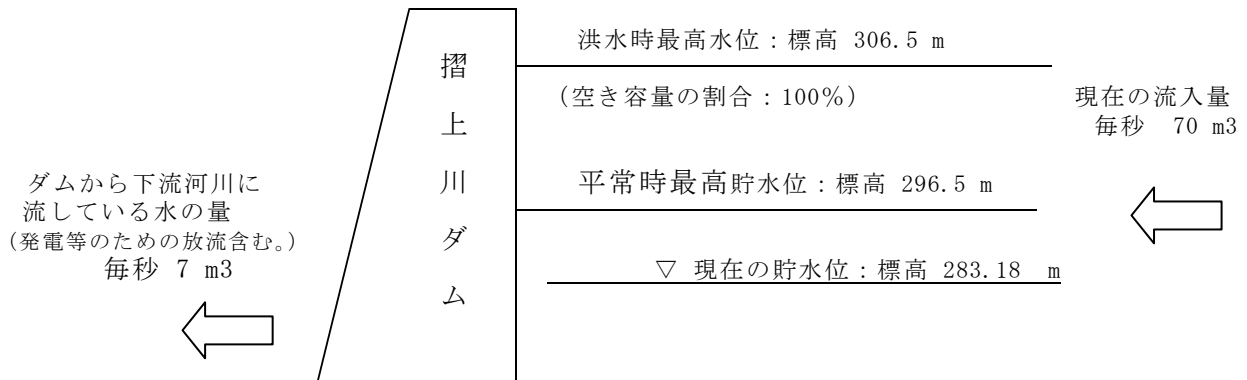 洪水時最高水位：標高 306.5 m
（空き容量の割合：100％）
現在の流入量
毎秒 70 m3
摺上川ダム
平常時最高貯水位：標高 296.5 m
ダムから下流河川に
流している水の量
（発電等のための放流含む。）
毎秒 7 m3
▽ 現在の貯水位：標高 283.18 m